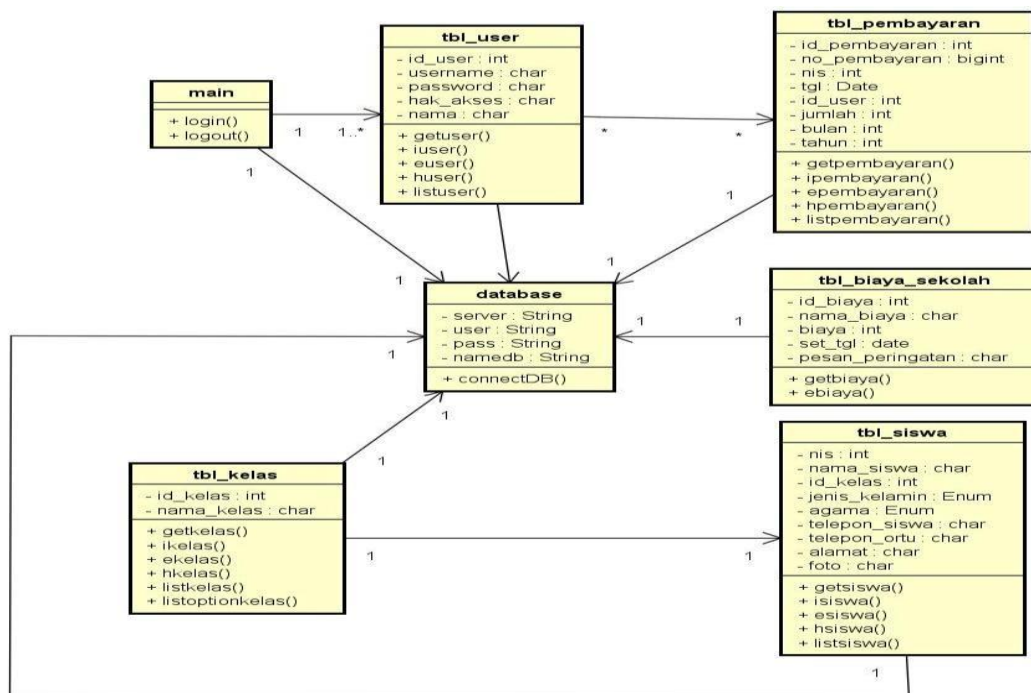 main
+ login()
+ logout()
1
1..*
1
tbl_user
- id_user : int
- username : char
- password : char
- hak_akses : char
- nama : char
+ getuser()
+ iuser()
+ euser()
+ huser()
+ listuser()
*
*
tbl_pembayaran
- id_pembayaran : int
- no_pembayaran : bigint
- nis : int
- tgl : Date
- id_user : int
- jumlah : int
- bulan : int
- tahun : int
+ getpembayaran()
+ ipembayaran()
+ epembayaran()
+ hpembayaran()
+ listpembayaran()
1
1
1
database
- server : String
- user : String
- pass : String
- namedb : String
+ connectDB()
1
1
1
1
tbl_biaya_sekolah
- id_biaya : int
- nama_biaya : char
- biaya : int
- set_tgl : date
- pesan_peringatan : char
+ getbiaya()
+ ebiaya()
tbl_kelas
- id_kelas : int
- nama_kelas : char
+ getkelas()
+ ikelas()
+ ekelas()
+ hkelas()
+ listkelas()
+ listoptionkelas()
1
1
1
tbl_siswa
- nis : int
- nama_siswa : char
- id_kelas : int
- jenis_kelamin : Enum
- agama : Enum
- telepon_siswa : char
- telepon_ortu : char
- alamat : char
- foto : char
+ getsiswa()
+ isiswa()
+ esiswa()
+ hsiswa()
+ listsiswa()
1